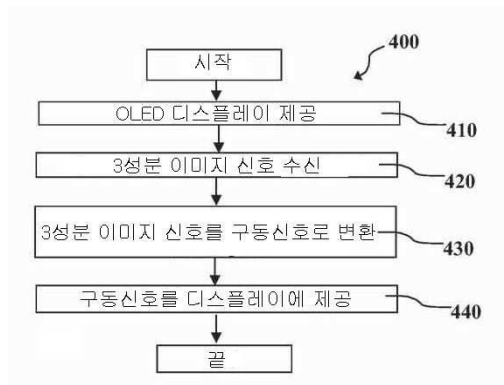 400
시작
OLED 디스플레이 제공
410
3성분 이미지 신호 수신
420
3성분 이미지 신호를 구동신호로 변환
430
구동신호를 디스플레이에 제공
440
끝